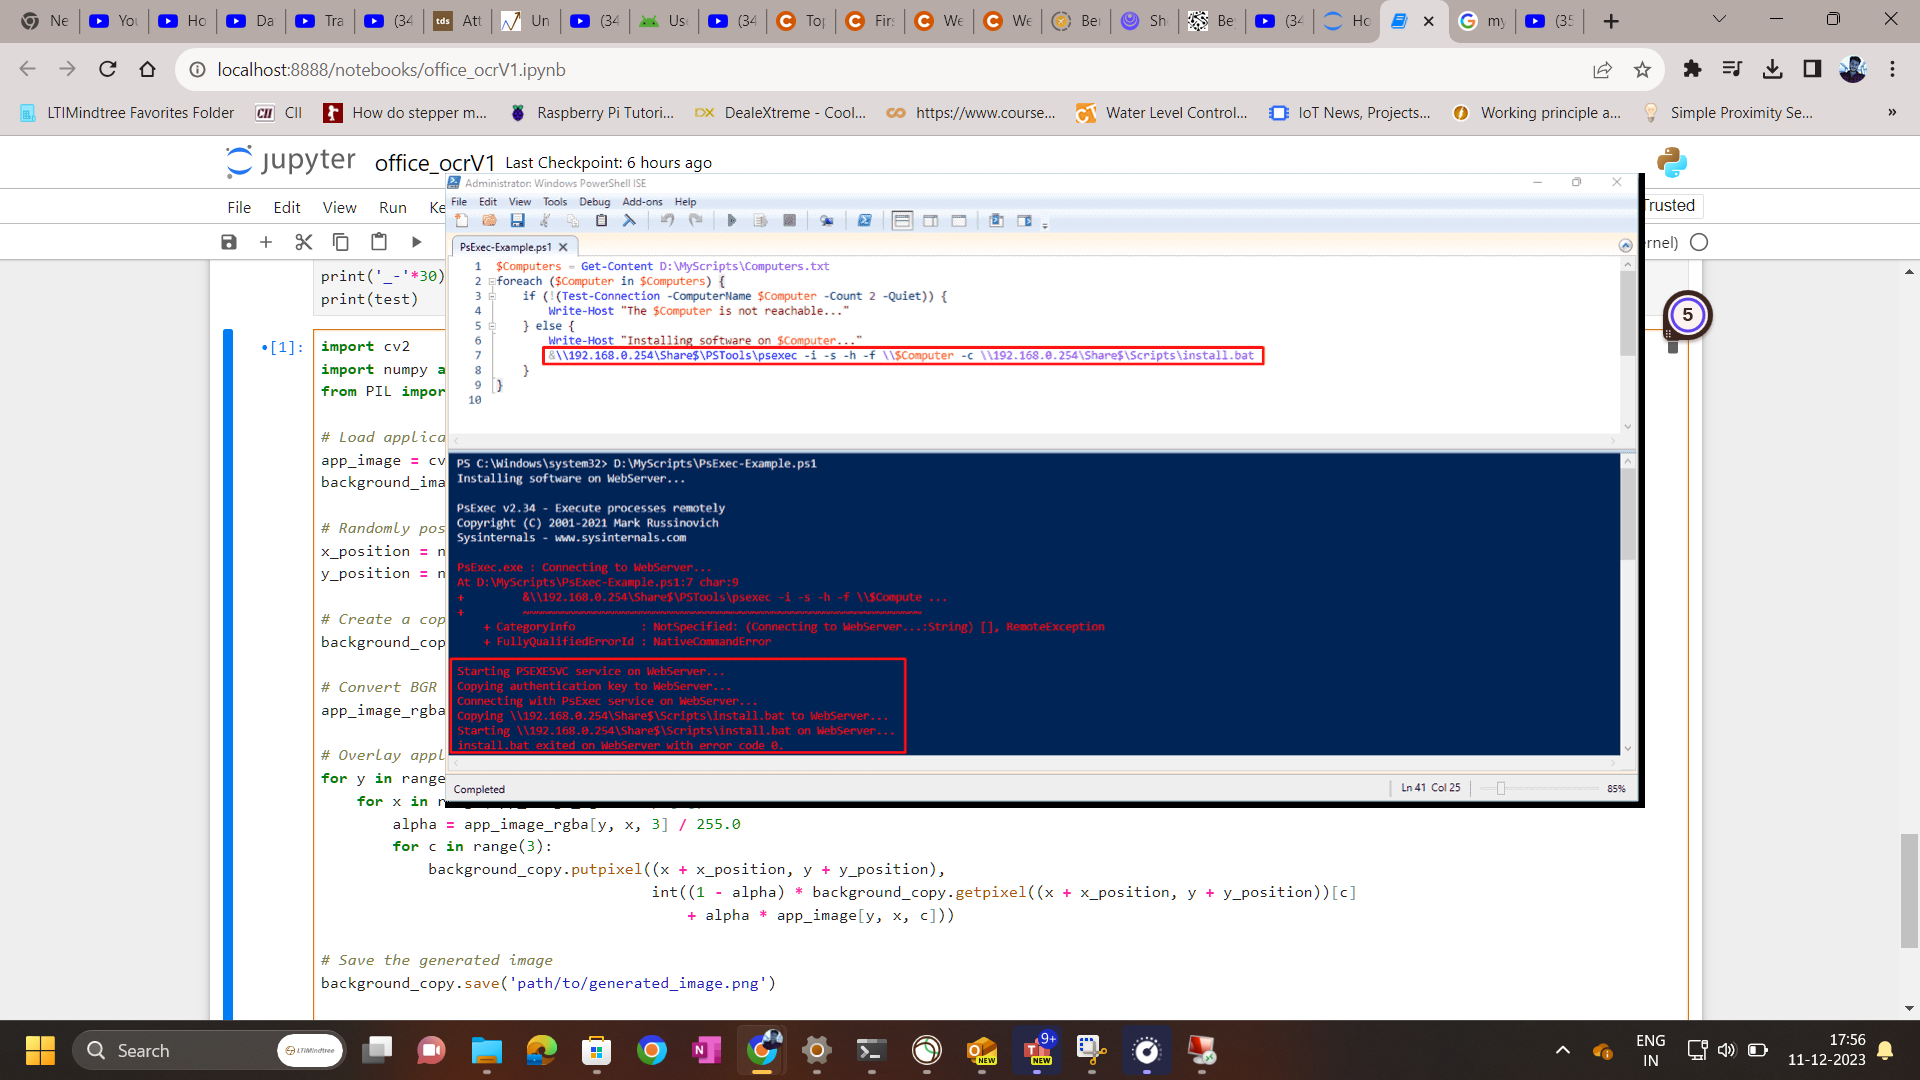 Ne
You
Ho
Da
Tra
(34
tds Att
Un
(34
Use
(34
Top
Firs
We
We
Ber
She
Be
(34
Ho
my
(35
localhost:8888/notebooks/office_ocrV1.ipynb
LTIMindtree Favorites Folder
CII CII
How do stepper m...
Raspberry Pi Tutori...
DX DealeXtreme - Cool...
https://www.course...
Water Level Control...
IoT News, Projects...
Working principle a...
Simple Proximity Se...
»
jupyter office_ocrV1 Last Checkpoint: 6 hours ago
Administrator: Windows PowerShell ISE
File Edit View Run Ke
File Edit View Tools Debug Add-ons Help
Trusted
rnel)
PsExec-Example.ps1
1 $Computers = Get-Content D:\MyScripts\Computers.txt
2 foreach ($Computer in $Computers) {
3 if (!(Test-Connection -ComputerName $Computer -Count 2 -Quiet)) {
4 Write-Host "The $Computer is not reachable..."
5 } else {
6 Write-Host "Installing software on $Computer..."
7 &\\192.168.0.254\Share$\PSTools\psexec -i -s -h -f \\$Computer -c \\192.168.0.254\Share$\Scripts\install.bat
8 }
9 }
10
5
PS C:\Windows\system32> D:\MyScripts\PsExec-Example.ps1
Installing software on WebServer...
PsExec v2.34 - Execute processes remotely
Copyright (C) 2001-2021 Mark Russinovich
Sysinternals - www.sysinternals.com
PsExec.exe : Connecting to WebServer...
At D:\MyScripts\PsExec-Example.ps1:7 char:9
+ &\\192.168.0.254\Share$\PSTools\psexec -i -s -h -f \\$Compute ...
+ ~~~~~~~~~~~~~~~~~~~~~~~~~~~~~~~~~~~~~~~~~~~~~~~~~~~~~~~~~~~~~
+ CategoryInfo : NotSpecified: (Connecting to WebServer...:String) [], RemoteException
+ FullyQualifiedErrorId : NativeCommandError
Starting PSEXESVC service on WebServer...
Copying authentication key to WebServer...
Connecting with PsExec service on WebServer...
Copying \\192.168.0.254\Share$\Scripts\install.bat to WebServer...
Starting \\192.168.0.254\Share$\Scripts\install.bat on WebServer...
install.bat exited on WebServer with error code 0.
Completed
Ln 41 Col 25
85%
print('_-'*30)
print(test)
[1]:
import cv2
import numpy a
from PIL impor
# Load applica
app_image = cv
background_ima
# Randomly pos
x_position = n
y_position = n
# Create a cop
background_cop
# Convert BGR
app_image_rgba
# Overlay appl
for y in range
for x in r
alpha = app_image_rgba[y, x, 3] / 255.0
for c in range(3):
background_copy.putpixel((x + x_position, y + y_position),
int((1 - alpha) * background_copy.getpixel((x + x_position, y + y_position))[c]
+ alpha * app_image[y, x, c]))
# Save the generated image
background_copy.save('path/to/generated_image.png')
Search
LTIMindtree
NEW
9+
NEW
ENG
IN
17:56
11-12-2023